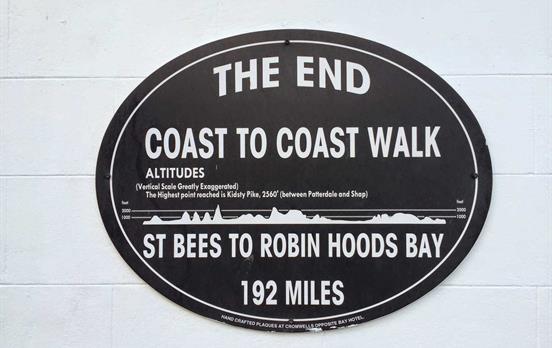 THE END
COAST TO COAST WALK
ALTITUDES
(Vertical Scale Greatly Exaggerated)
The Highest point reached is Kidsty Pike, 2560' (between Patterdale and Shap)
feet feet
2000 2000
1000 1000
ST BEES TO ROBIN HOODS BAY
192 MILES
HAND CRAFTED PLAQUES AT CROMWELLS OPPOSITE BAY HOTEL.